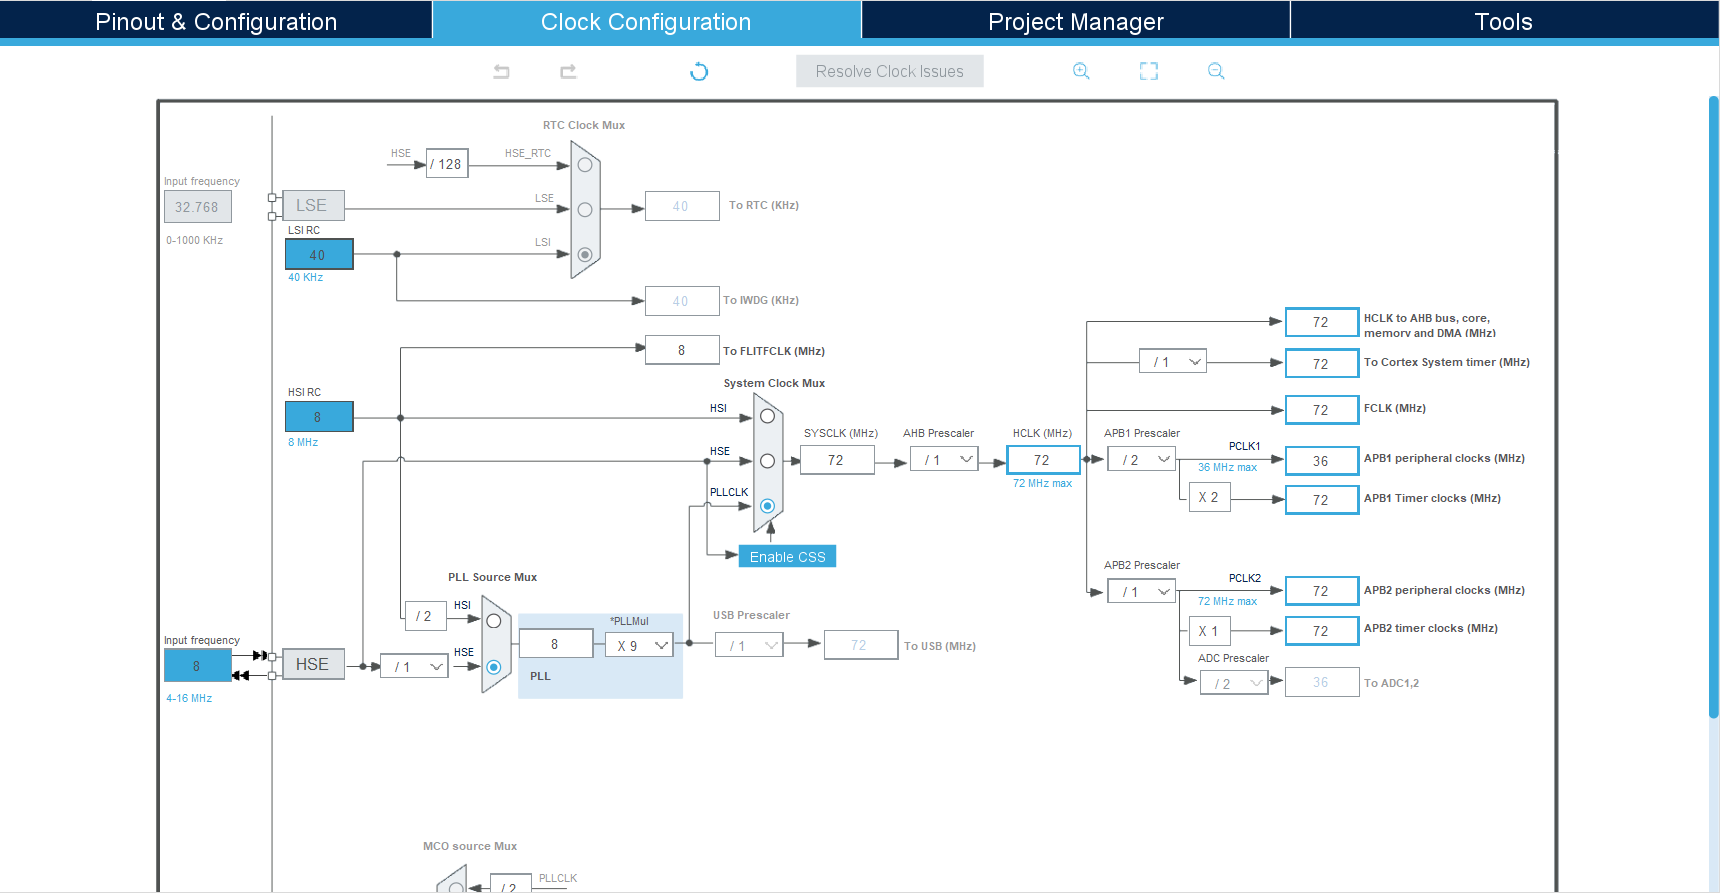 Pinout & Configuration
Clock Configuration
Project Manager
Tools
Resolve Clock Issues
RTC Clock Mux
HSE
/ 128
HSE_RTC
Input frequency
32.768
0-1000 KHz
LSE
LSE
40
To RTC (KHz)
LSI RC
40
40 KHz
LSI
40
To IWDG (KHz)
8
To FLITFCLK (MHz)
System Clock Mux
HSI RC
8
8 MHz
HSI
HSE
PLLCLK
Enable CSS
SYSCLK (MHz)
72
AHB Prescaler
/ 1
HCLK (MHz)
72
72 MHz max
72
HCLK to AHB bus, core,
memory and DMA (MHz)
/ 1
72
To Cortex System timer (MHz)
72
FCLK (MHz)
APB1 Prescaler
/ 2
PCLK1
36 MHz max
36
APB1 peripheral clocks (MHz)
X 2
72
APB1 Timer clocks (MHz)
APB2 Prescaler
/ 1
PCLK2
72 MHz max
72
APB2 peripheral clocks (MHz)
X 1
72
APB2 timer clocks (MHz)
ADC Prescaler
/ 2
36
To ADC1,2
PLL Source Mux
/ 2
HSI
Input frequency
8
4-16 MHz
HSE
/ 1
HSE
8
*PLLMul
X 9
PLL
USB Prescaler
/ 1
72
To USB (MHz)
MCO source Mux
/ 2
PLLCLK